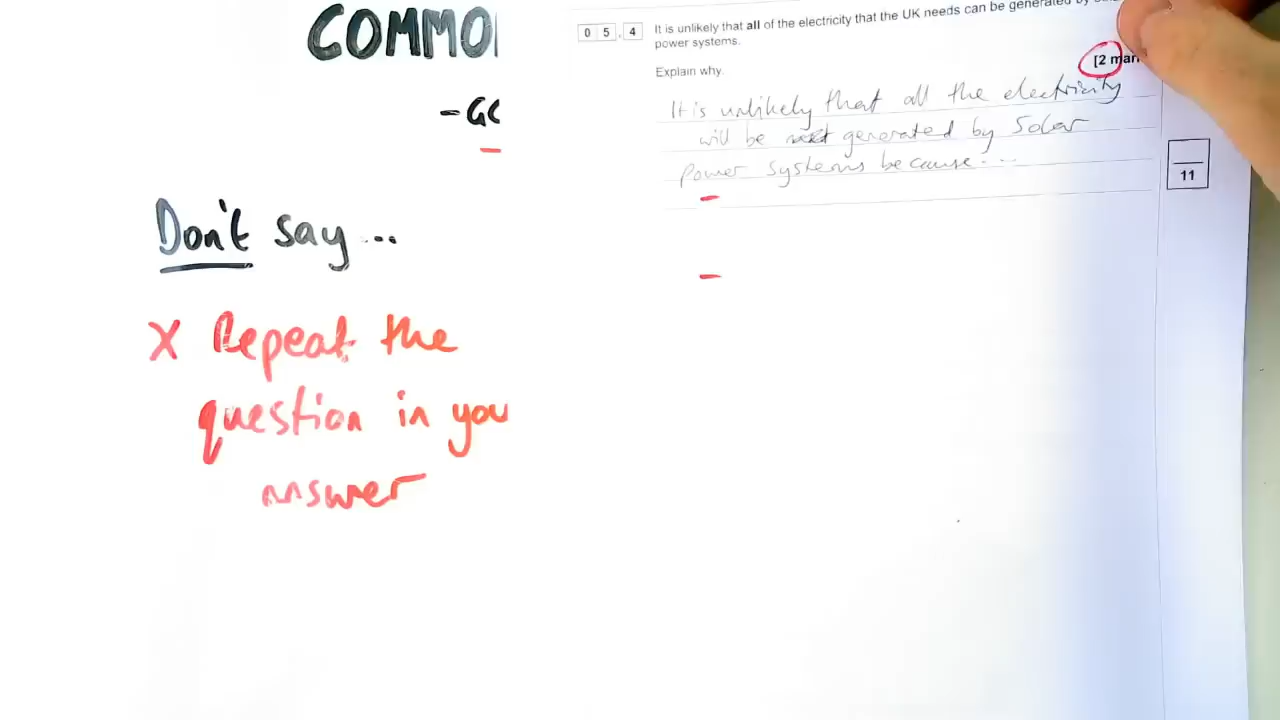 COMMO
- GC
Don't say ...
X Repeat the
question in you
answer
0 5 . 4 It is unlikely that all of the electricity that the UK needs can be generated by
power systems.
Explain why.
[2 mar
It is unlikely that all the electricity
will be generated by Solar
power systems because...
11